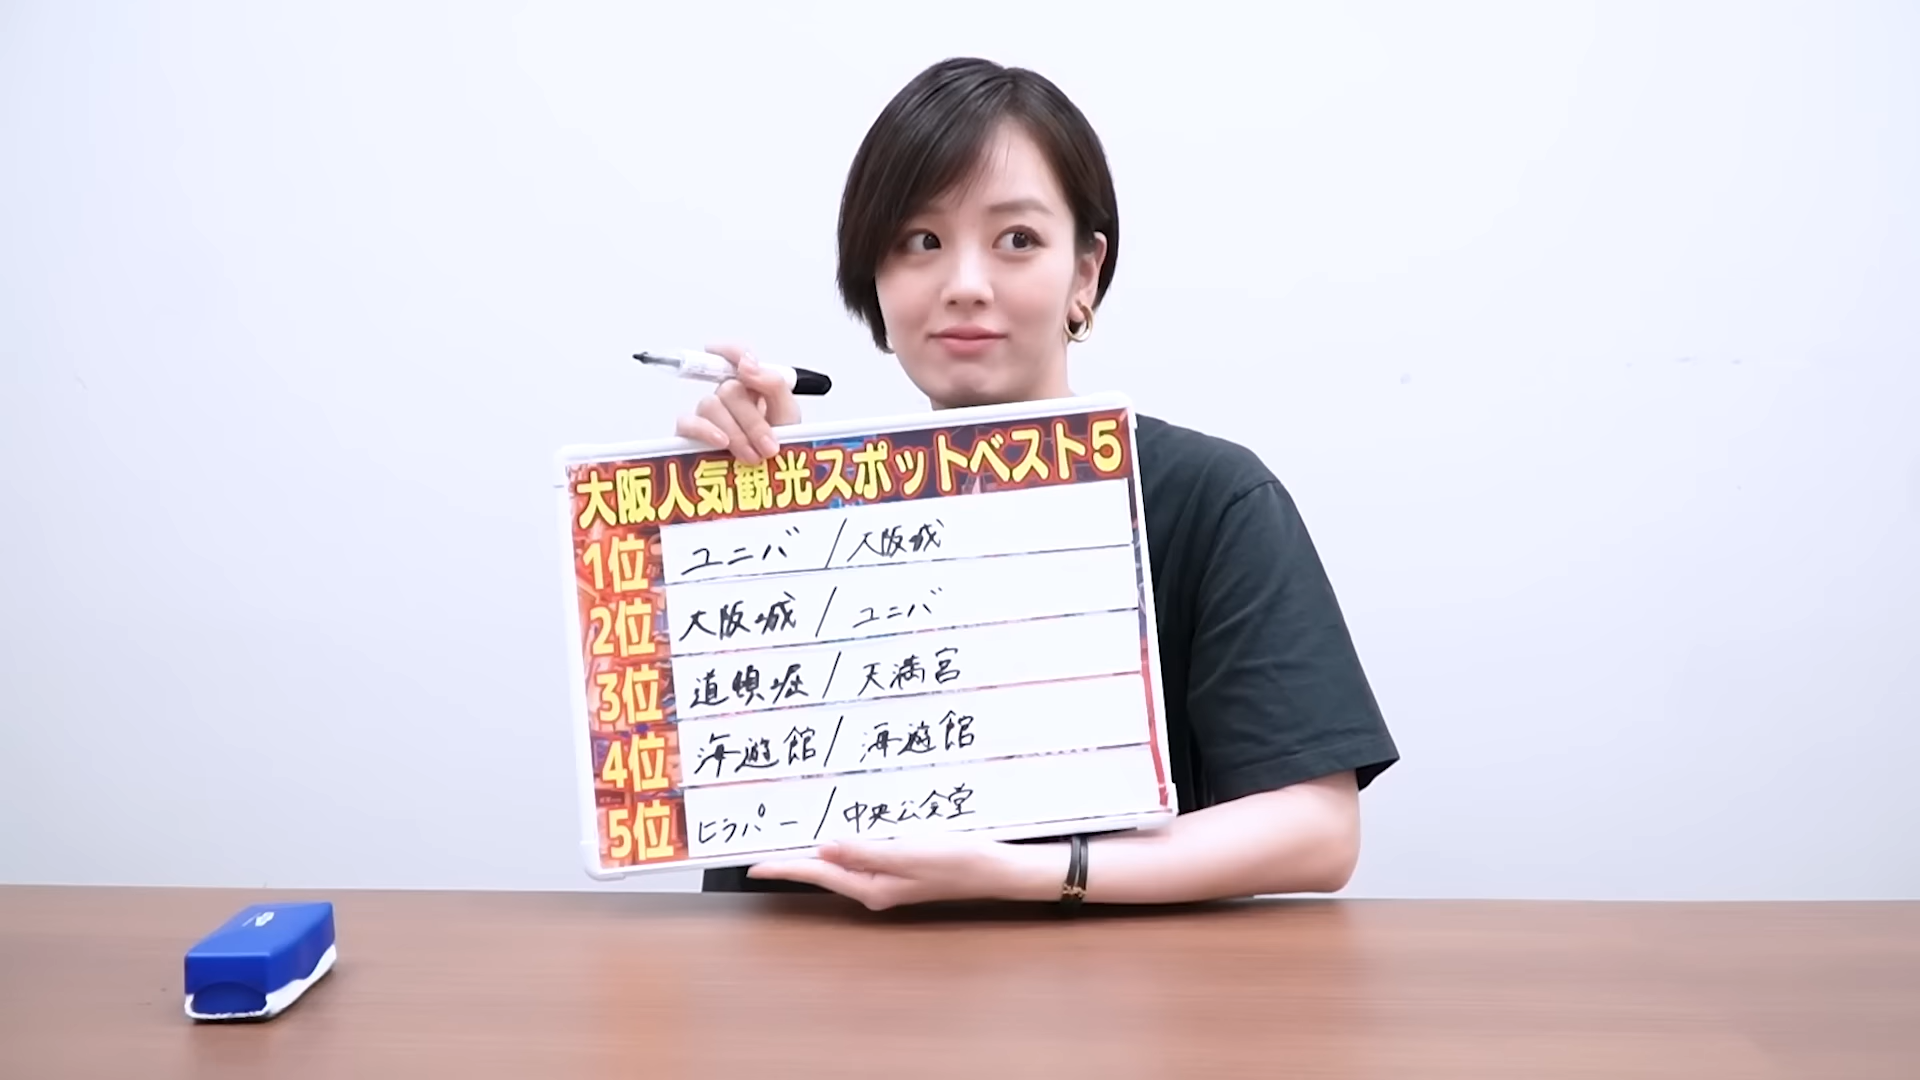 大阪人気観光スポットベスト5
1位 ユニバ / 大阪城
2位 大阪城 / ユニバ
3位 道頓堀 / 天満宮
4位 海遊館 / 海遊館
5位 ヒラパー / 中央公会堂